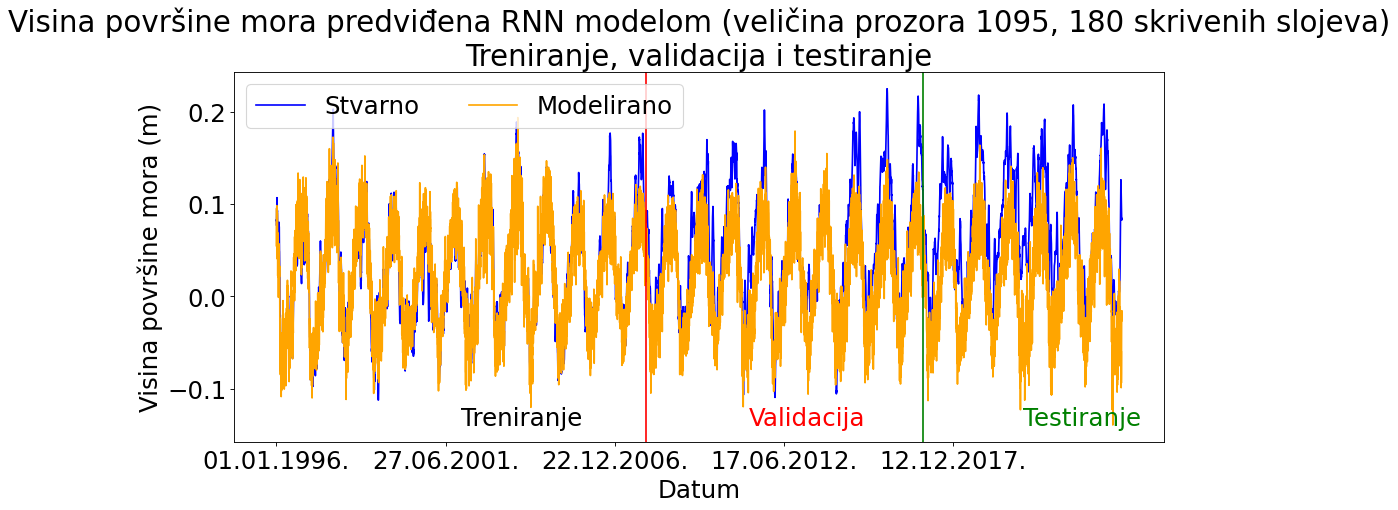 Visina površine mora predviđena RNN modelom (veličina prozora 1095, 180 skrivenih slojeva)
Treniranje, validacija i testiranje
Stvarno
Modelirano
Visina površine mora (m)
0.2
0.1
0.0
−0.1
Treniranje
Validacija
Testiranje
01.01.1996.
27.06.2001.
22.12.2006.
17.06.2012.
12.12.2017.
Datum